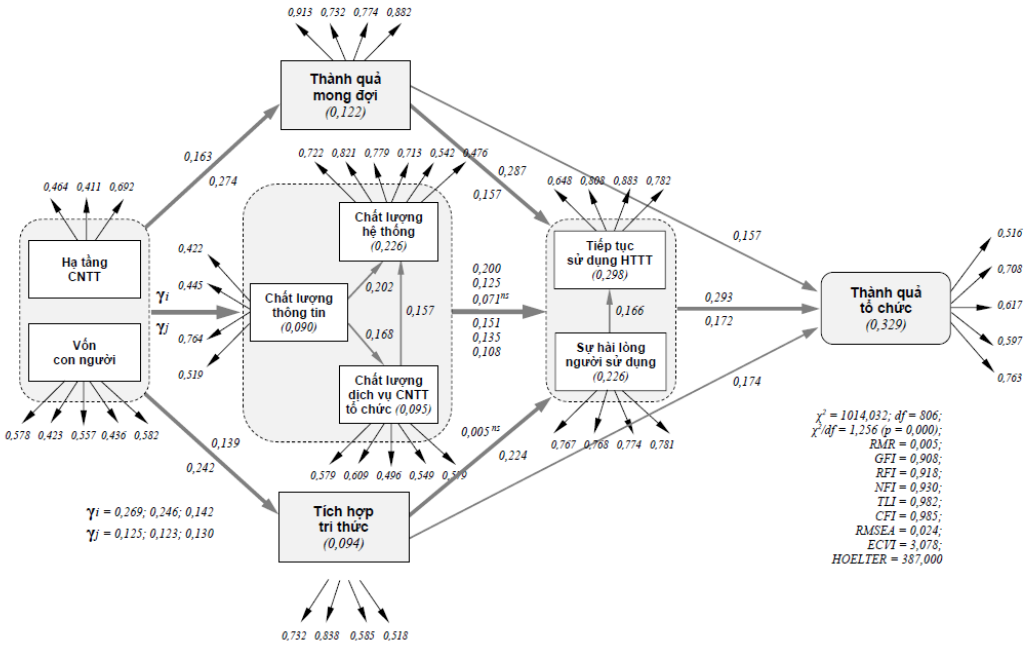 0,913 0,732 0,774 0,882
Thành quả
mong đợi
(0,122)
0,163
0,274
0,722 0,821 0,779 0,713 0,542 0,476
0,287
0,157
0,648 0,808 0,883 0,782
0,157
0,464 0,411 0,692
Hạ tầng
CNTT
Vốn
con người
0,578 0,423 0,557 0,436 0,582
γi
γj
0,422
0,445
0,764
0,519
Chất lượng
hệ thống
(0,226)
Chất lượng
thông tin
(0,090)
0,202
0,157
0,168
Chất lượng
dịch vụ CNTT
tổ chức (0,095)
0,579 0,609 0,496 0,549
0,200
0,125
0,071ns
0,151
0,135
0,108
Tiếp tục
sử dụng HTTT
(0,298)
0,166
Sự hài lòng
người sử dụng
(0,226)
0,767 0,768 0,774 0,781
0,293
0,172
0,174
Thành quả
tổ chức
(0,329)
0,516
0,708
0,617
0,597
0,763
0,139
0,242
0,005ns
0,224
Tích hợp
tri thức
(0,094)
0,732 0,838 0,585 0,518
γi = 0,269; 0,246; 0,142
γj = 0,125; 0,123; 0,130
χ² = 1014,032; df = 806;
χ²/df = 1,256 (p = 0,000);
RMR = 0,005;
GFI = 0,908;
RFI = 0,918;
NFI = 0,930;
TLI = 0,982;
CFI = 0,985;
RMSEA = 0,024;
ECVI = 3,078;
HOELTER = 387,000